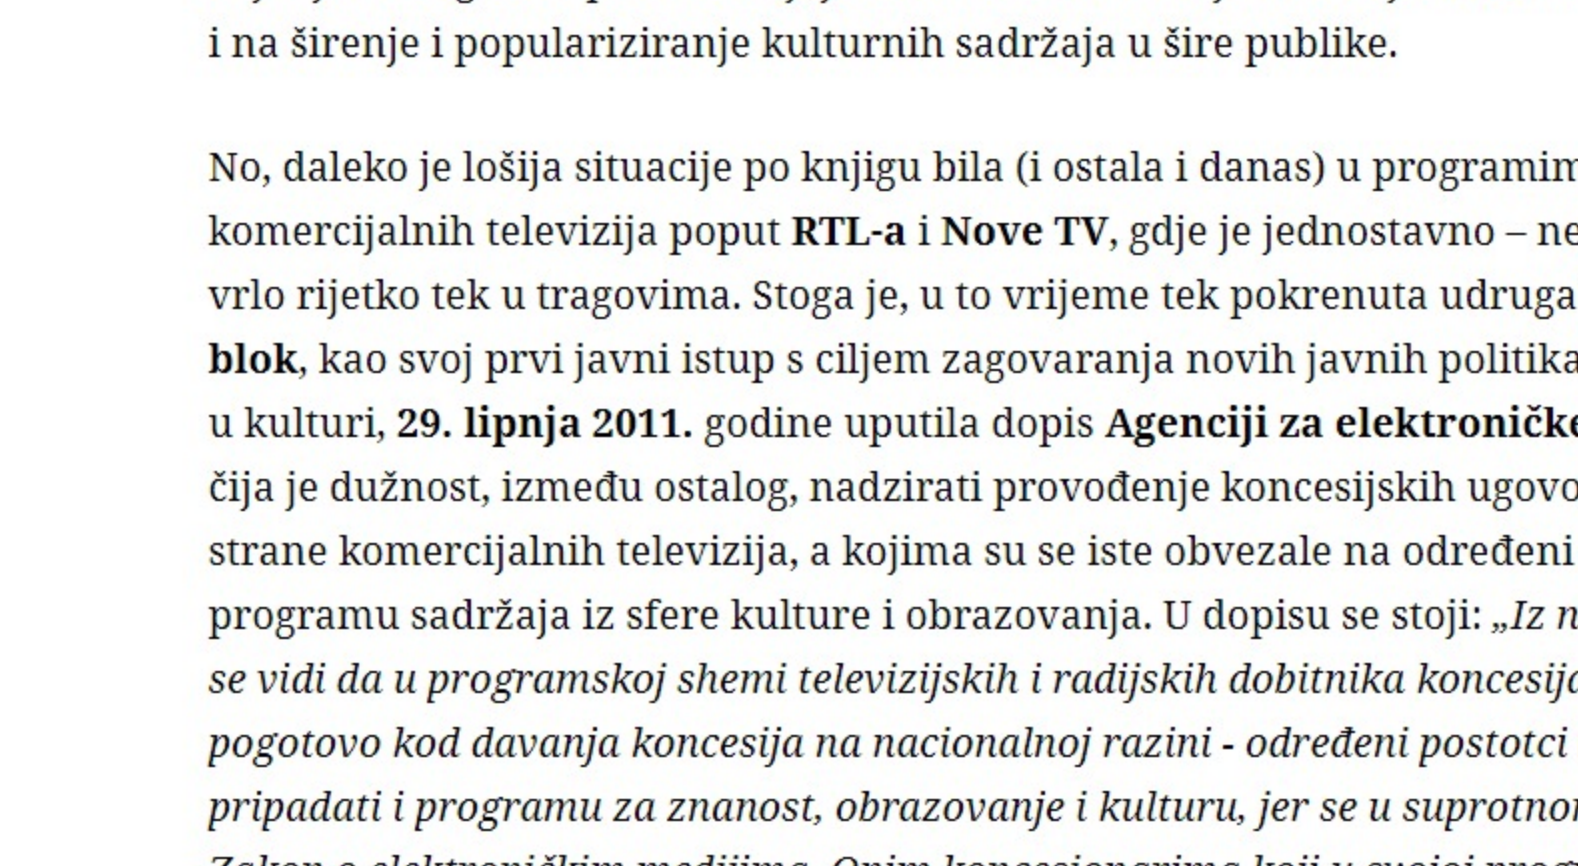 i na širenje i populariziranje kulturnih sadržaja u šire publike.
No, daleko je lošija situacije po knjigu bila (i ostala i danas) u programim
komercijalnih televizija poput RTL-a i Nove TV, gdje je jednostavno – ne
vrlo rijetko tek u tragovima. Stoga je, u to vrijeme tek pokrenuta udruga
blok, kao svoj prvi javni istup s ciljem zagovaranja novih javnih politika
u kulturi, 29. lipnja 2011. godine uputila dopis Agenciji za elektroničke
čija je dužnost, između ostalog, nadzirati provođenje koncesijskih ugovo
strane komercijalnih televizija, a kojima su se iste obvezale na određeni
programu sadržaja iz sfere kulture i obrazovanja. U dopisu se stoji: „Iz n
se vidi da u programskoj shemi televizijskih i radijskih dobitnika koncesija
pogotovo kod davanja koncesija na nacionalnoj razini - određeni postotci
pripadati i programu za znanost, obrazovanje i kulturu, jer se u suprotno